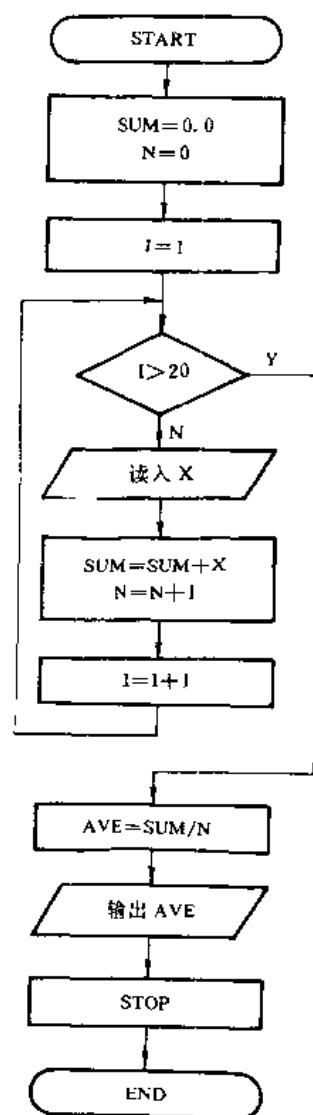 START
SUM=0.0
N=0
I=1
I>20
Y
N
读入 X
SUM=SUM+X
N=N+1
I=I+1
AVE=SUM/N
输出 AVE
STOP
END